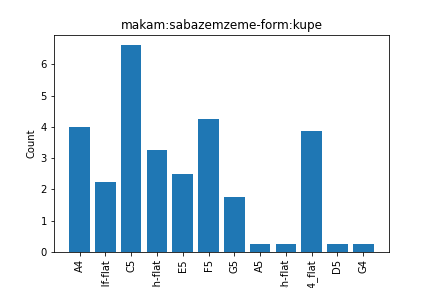 makam:sabazemzeme-form:kupe
Count
6
5
4
3
2
1
0
A4
lf-flat
C5
h-flat
E5
F5
G5
A5
h-flat
4_flat
D5
G4